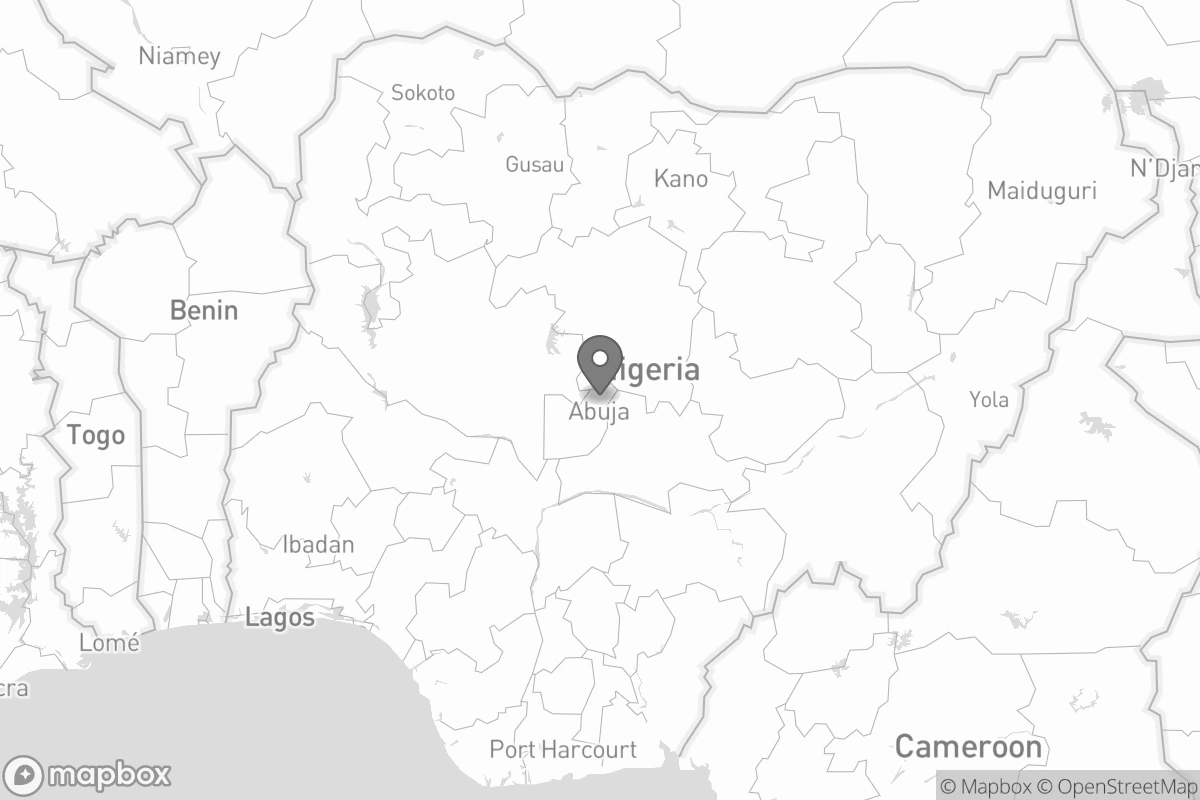 Niamey
Sokoto
Gusau
Kano
N'Djam
Maiduguri
Benin
igeria
Yola
Abuja
Togo
Ibadan
Lagos
Lomé
cra
Port Harcourt
Cameroon
mapbox
© Mapbox © OpenStreetMap